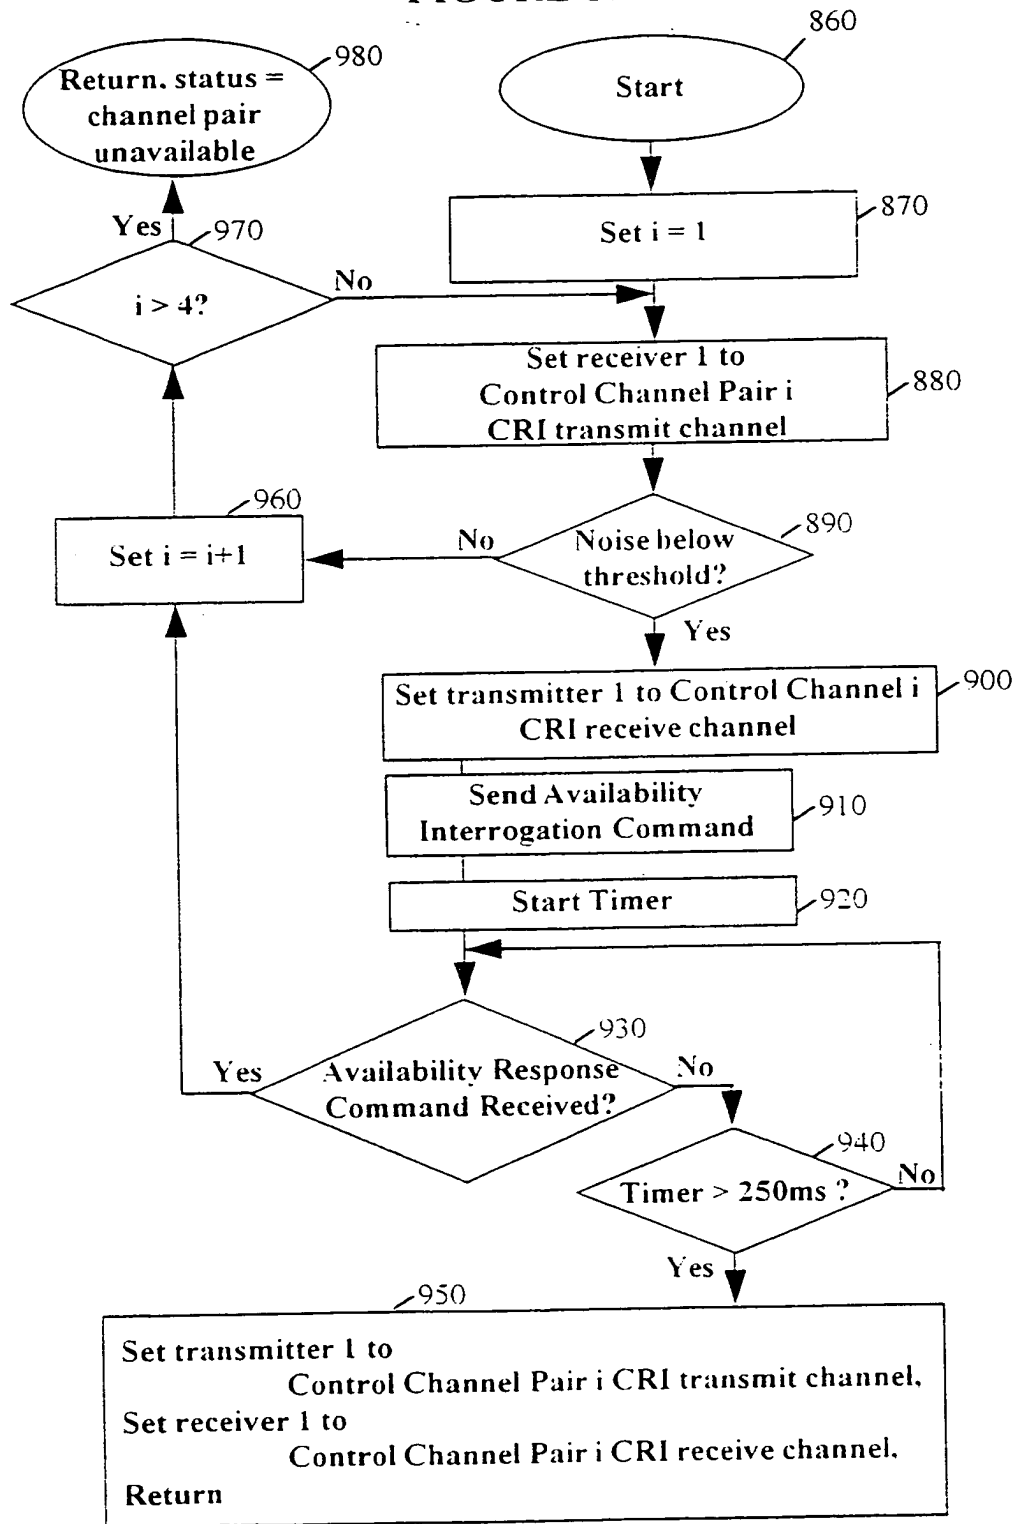 860
Start
980
Return. status =
channel pair
unavailable
870
Set i = 1
Yes
970
No
i > 4?
Set receiver 1 to
Control Channel Pair i
CRI transmit channel
880
960
Set i = i+1
No
890
Noise below
threshold?
Yes
Set transmitter 1 to Control Channel i
CRI receive channel
900
Send Availability
Interrogation Command
910
Start Timer
920
930
Yes
Availability Response
Command Received?
No
940
Timer > 250ms ?
No
Yes
950
Set transmitter 1 to
Control Channel Pair i CRI transmit channel.
Set receiver 1 to
Control Channel Pair i CRI receive channel.
Return